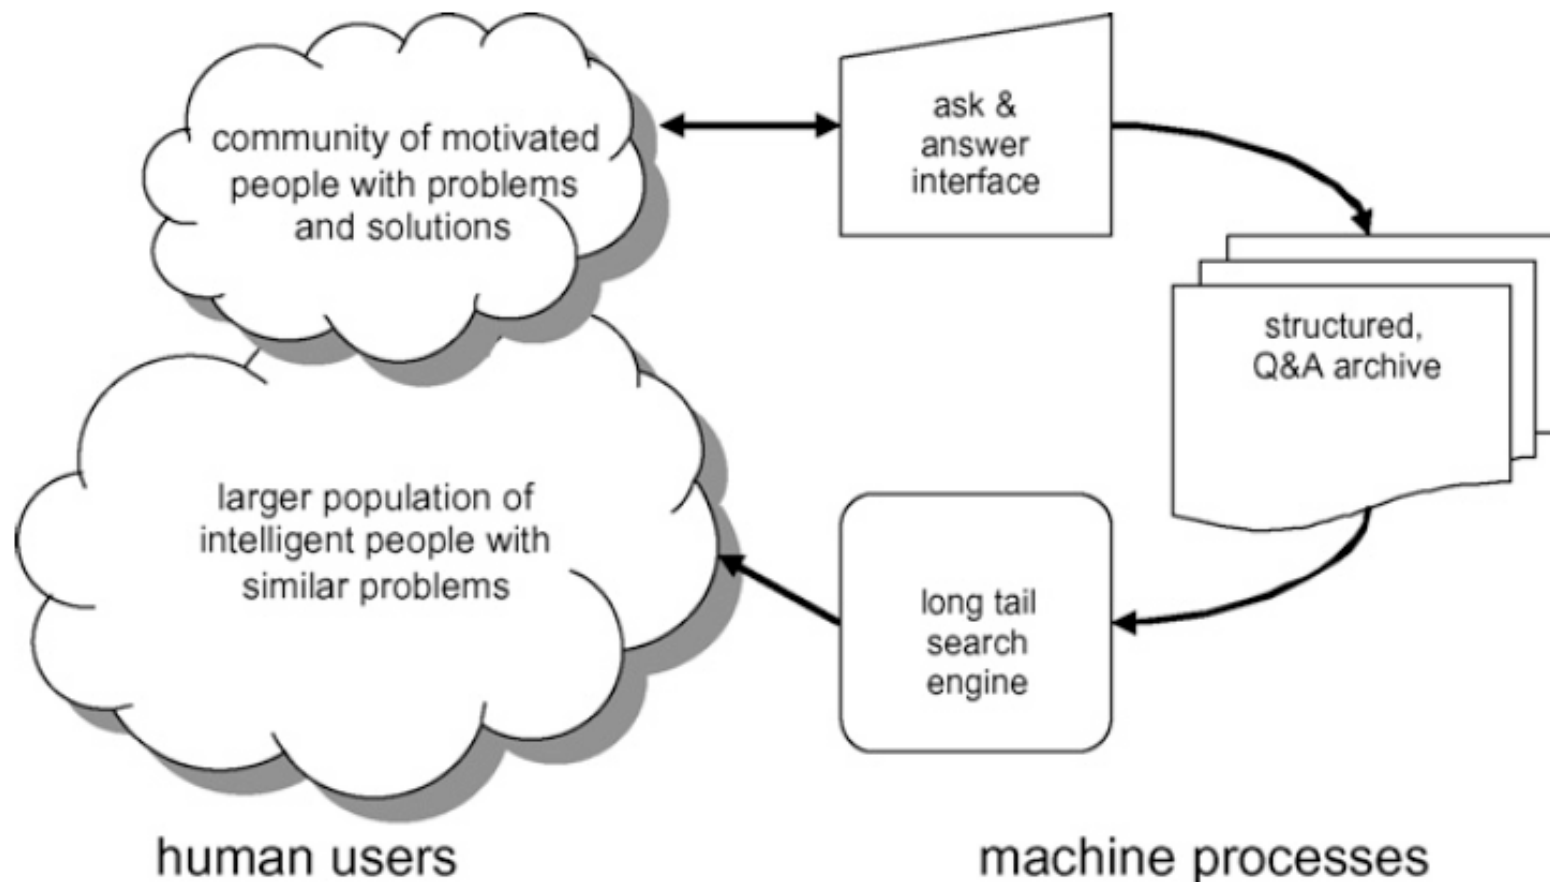 community of motivated
people with problems
and solutions
ask &
answer
interface
structured,
Q&A archive
larger population of
intelligent people with
similar problems
long tail
search
engine
human users
machine processes